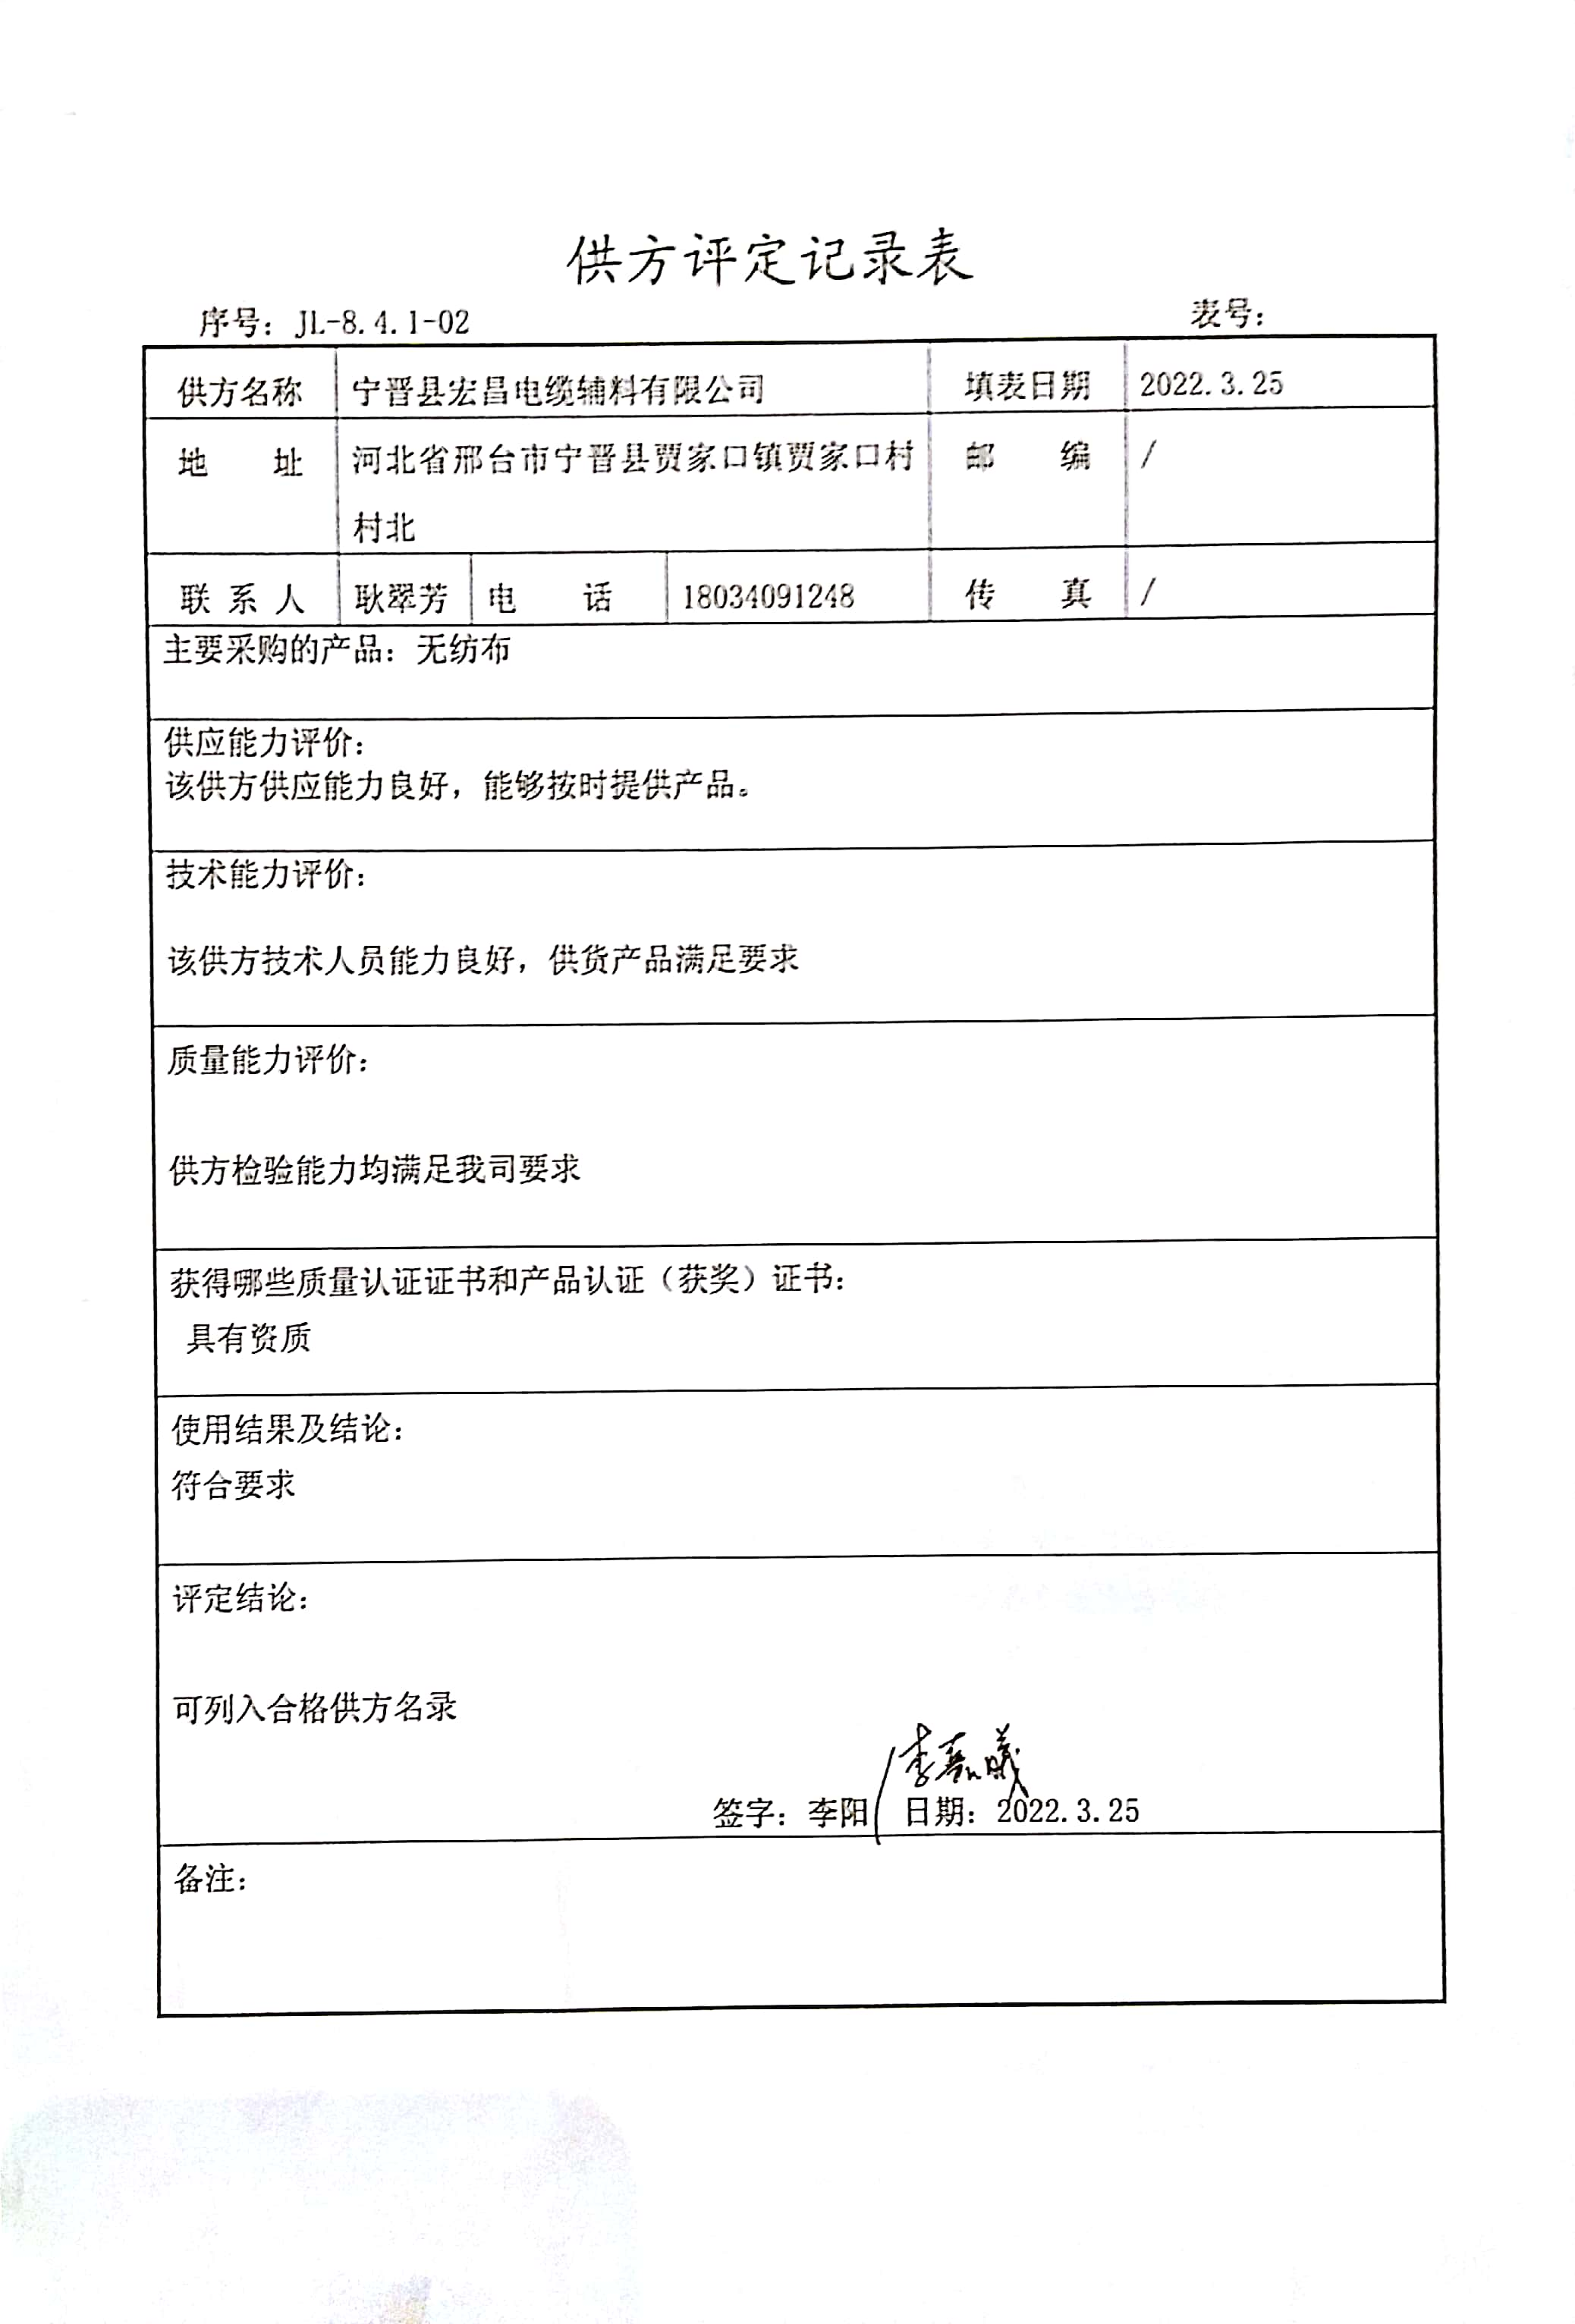 供方评定记录表
序号：JL-8.4.1-02 表号：
供方名称 宁晋县宏昌电缆辅料有限公司 填表日期 2022.3.25
地 址 河北省邢台市宁晋县贾家口镇贾家口村 邮 编 /
村北
联系人 耿翠芳 电 话 18034091248 传 真 /
主要采购的产品：无纺布
供应能力评价：
该供方供应能力良好，能够按时提供产品。
技术能力评价：
该供方技术人员能力良好，供货产品满足要求
质量能力评价：
供方检验能力均满足我司要求
获得哪些质量认证证书和产品认证（获奖）证书：
具有资质
使用结果及结论：
符合要求
评定结论：
可列入合格供方名录
李嘉曦
签字：李阳/ 日期：2022.3.25
备注：